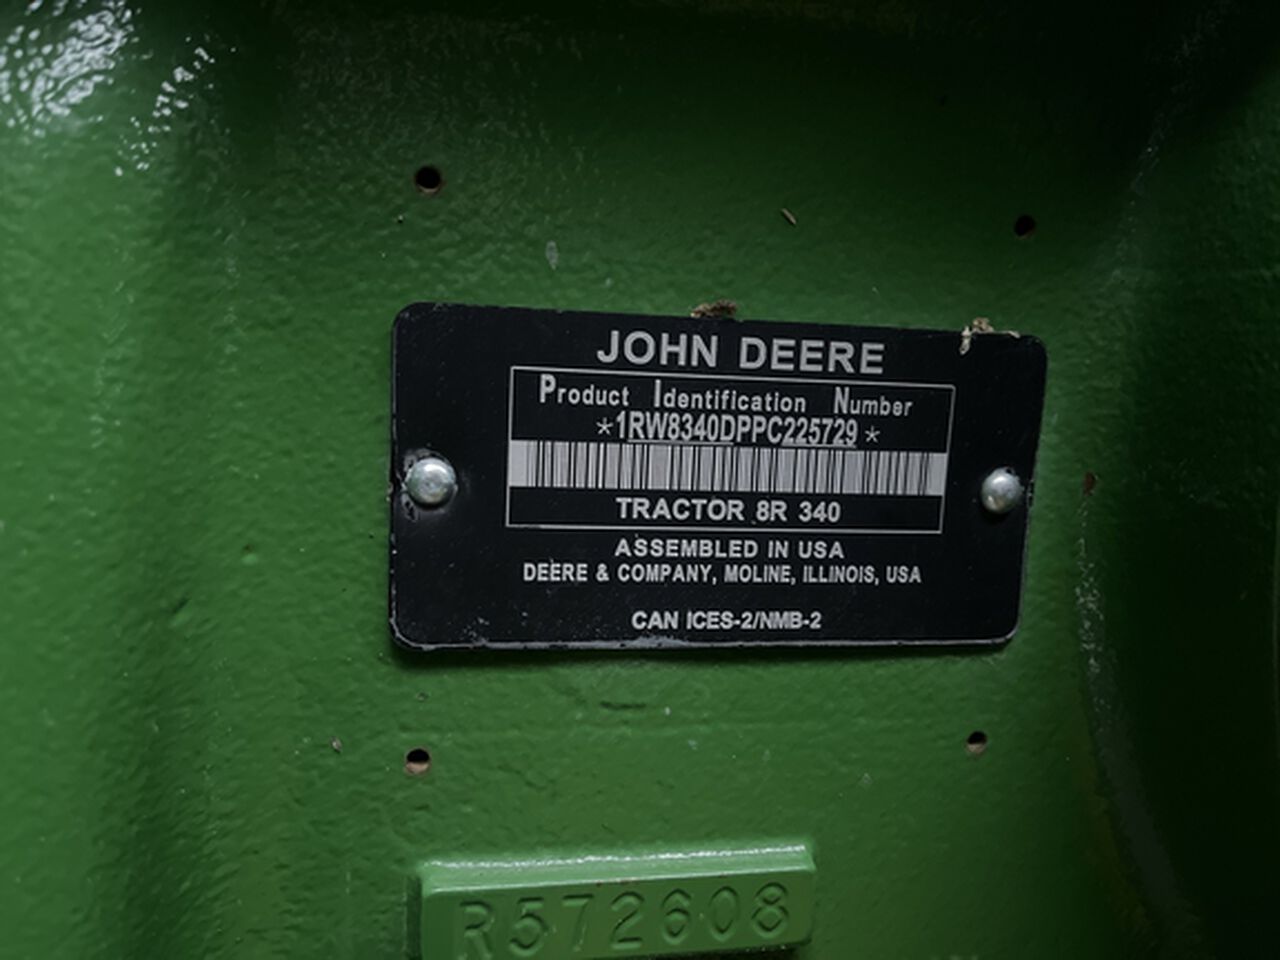 JOHN DEERE
Product Identification Number
*1RW8340DPPC225729*
TRACTOR 8R 340
ASSEMBLED IN USA
DEERE & COMPANY, MOLINE, ILLINOIS, USA
CAN ICES-2/NMB-2
R572608